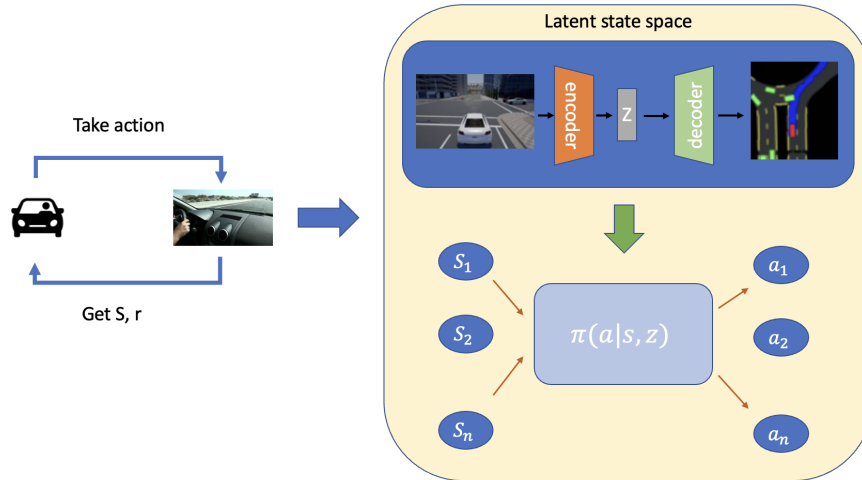 Latent state space
Take action
encoder
Z
decoder
Get S, r
S₁
S₂
Sₙ
π(a|s, z)
a₁
a₂
aₙ